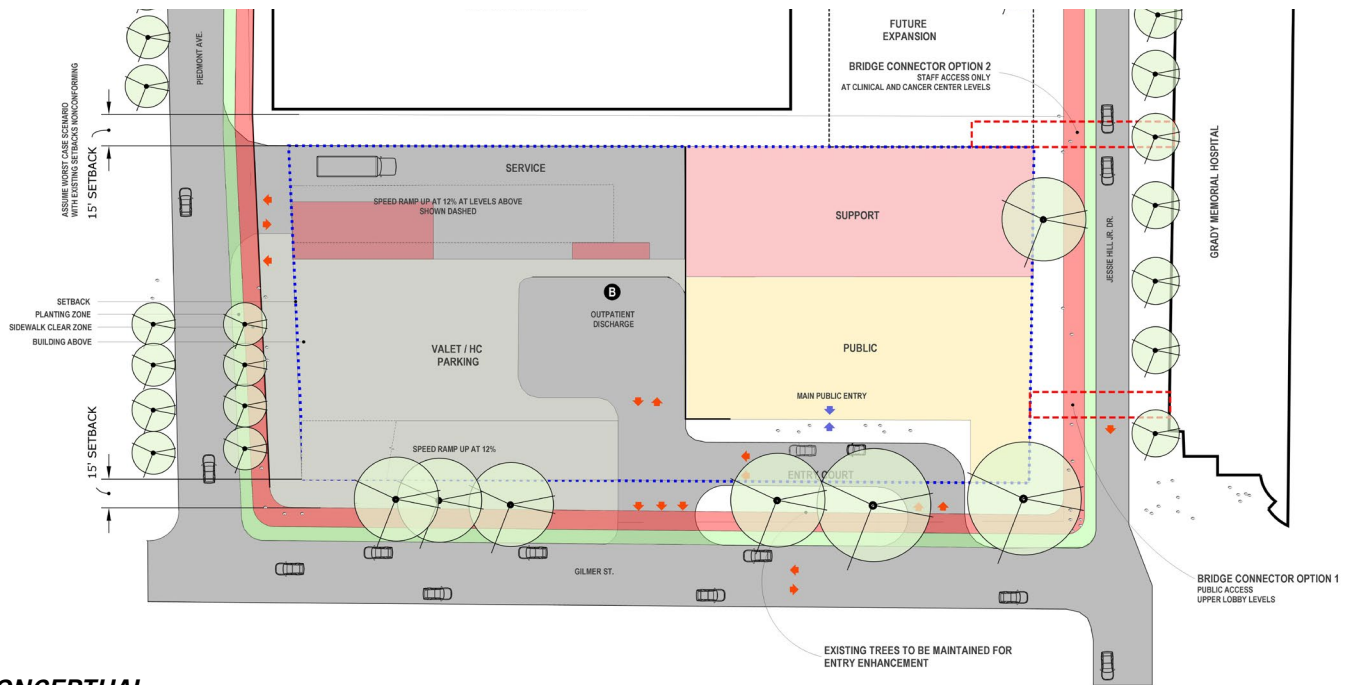 PIEDMONT AVE.
FUTURE
EXPANSION
BRIDGE CONNECTOR OPTION 2
STAFF ACCESS ONLY
AT CLINICAL AND CANCER CENTER LEVELS
ASSUME WORST CASE SCENARIO
WITH EXISTING SETBACKS NONCONFORMING
15' SETBACK
SERVICE
SPEED RAMP UP AT 12% AT LEVELS ABOVE
SHOWN DASHED
SUPPORT
JESSIE HILL JR. DR.
GRADY MEMORIAL HOSPITAL
SETBACK
PLANTING ZONE
SIDEWALK CLEAR ZONE
BUILDING ABOVE
B
OUTPATIENT
DISCHARGE
VALET / HC
PARKING
PUBLIC
MAIN PUBLIC ENTRY
15' SETBACK
SPEED RAMP UP AT 12%
ENTRY COURT
GILMER ST.
BRIDGE CONNECTOR OPTION 1
PUBLIC ACCESS
UPPER LOBBY LEVELS
EXISTING TREES TO BE MAINTAINED FOR
ENTRY ENHANCEMENT